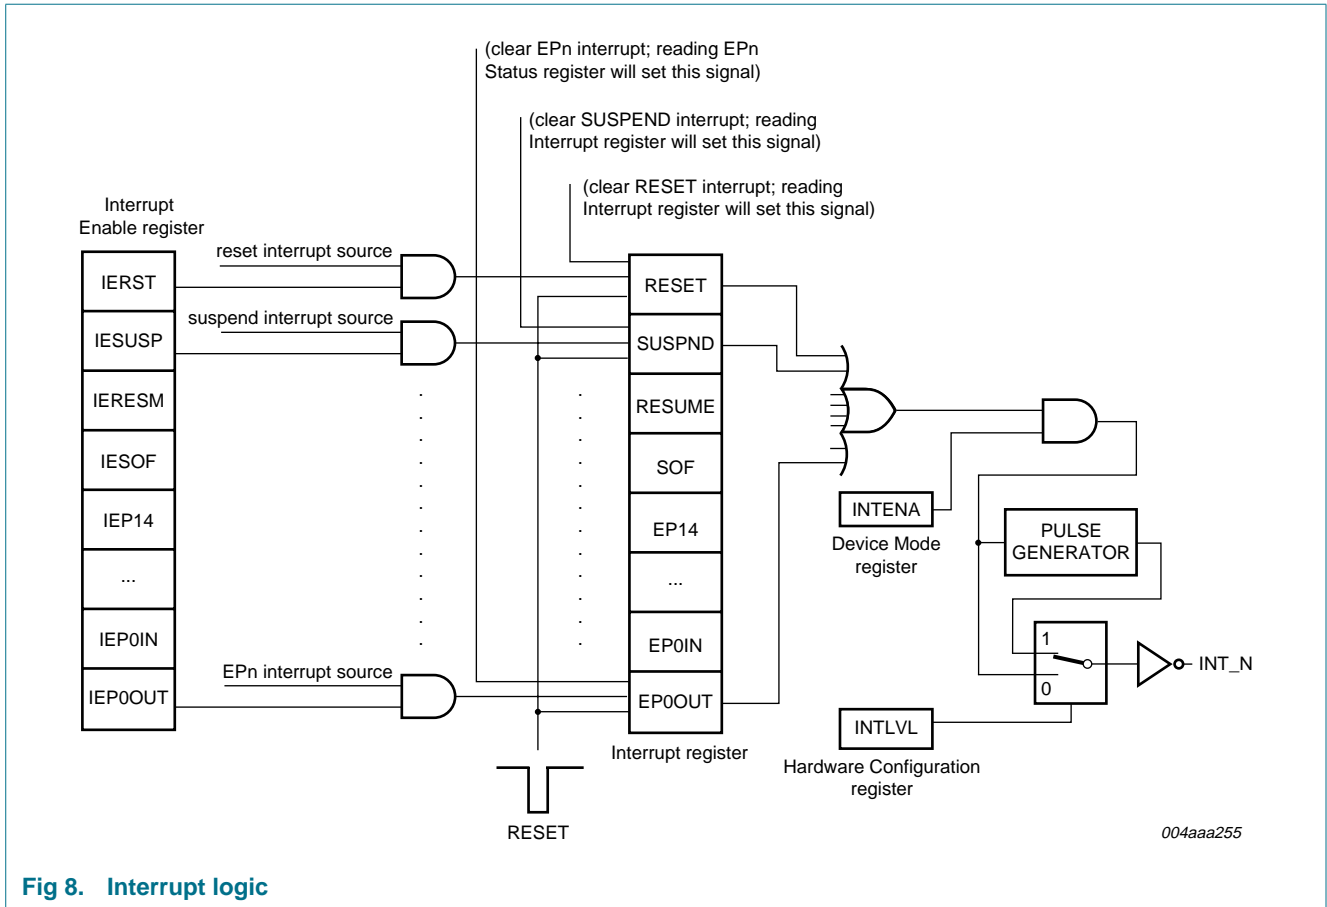 (clear EPn interrupt; reading EPn
Status register will set this signal)
(clear SUSPEND interrupt; reading
Interrupt register will set this signal)
(clear RESET interrupt; reading
Interrupt register will set this signal)
Interrupt
Enable register
IERST
IESUSP
IERESM
IESOF
IEP14
...
IEP0IN
IEP0OUT
reset interrupt source
suspend interrupt source
EPn interrupt source
RESET
SUSPND
RESUME
SOF
EP14
...
EP0IN
EP0OUT
Interrupt register
RESET
INTENA
Device Mode
register
PULSE
GENERATOR
1
0
INT_N
INTLVL
Hardware Configuration
register
004aaa255
Fig 8. Interrupt logic